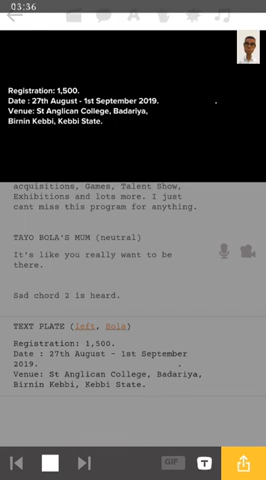 03:36
Registration: 1,500.
Date : 27th August - 1st September 2019. .
Venue: St Anglican College, Badariya,
Birnin Kebbi, Kebbi State.
acquisitions, Games, Talent Show,
Exhibitions and lots more. I just
cant miss this program for anything.
TAYO BOLA'S MUM (neutral)
It's like you really want to be
there.
Sad chord 2 is heard.
TEXT PLATE (left, Bola)
Registration: 1,500.
Date : 27th August - 1st September
2019. .
Venue: St Anglican College, Badariya,
Birnin Kebbi, Kebbi State.
GIF
T